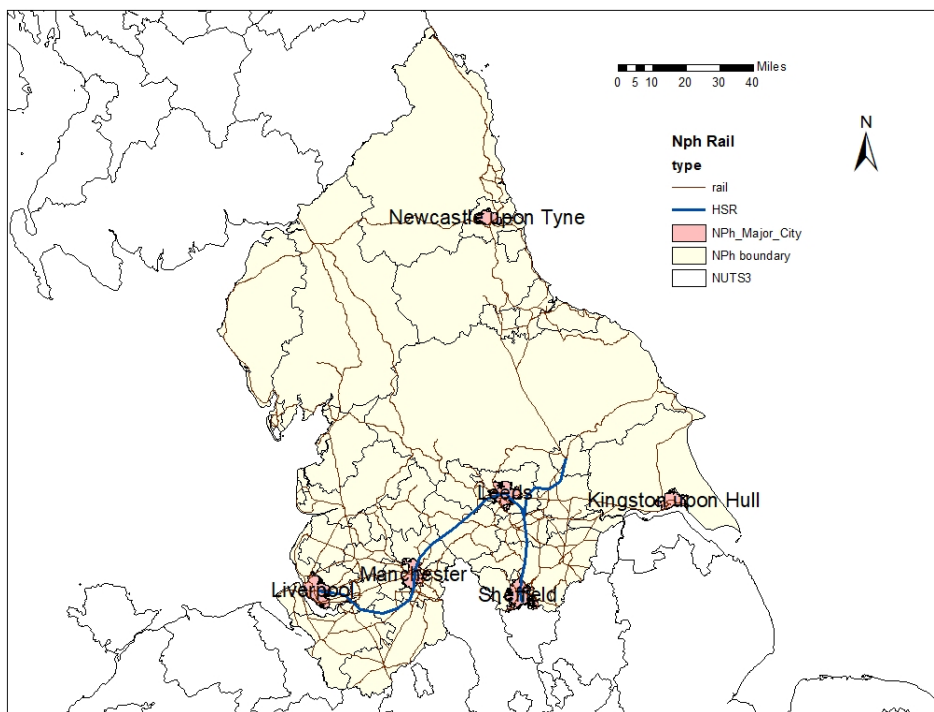 Miles
0 5 10 20 30 40
N
Nph Rail
type
rail
HSR
NPh_Major_City
NPh boundary
NUTS3
Newcastle upon Tyne
Leeds
Kingston upon Hull
Manchester
Liverpool
Sheffield